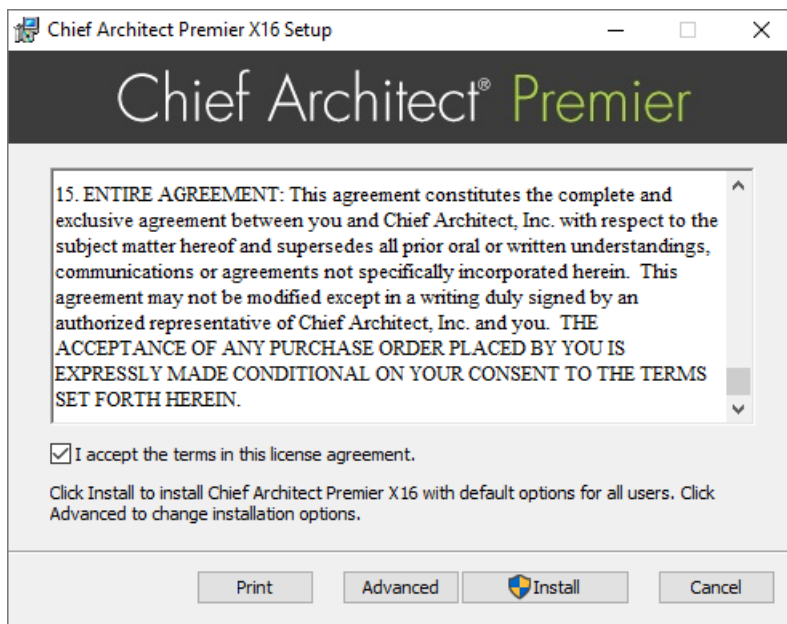 Chief Architect Premier X16 Setup
Chief Architect® Premier
15. ENTIRE AGREEMENT: This agreement constitutes the complete and
exclusive agreement between you and Chief Architect, Inc. with respect to the
subject matter hereof and supersedes all prior oral or written understandings,
communications or agreements not specifically incorporated herein.  This
agreement may not be modified except in a writing duly signed by an
authorized representative of Chief Architect, Inc. and you.  THE
ACCEPTANCE OF ANY PURCHASE ORDER PLACED BY YOU IS
EXPRESSLY MADE CONDITIONAL ON YOUR CONSENT TO THE TERMS
SET FORTH HEREIN.
I accept the terms in this license agreement.
Click Install to install Chief Architect Premier X16 with default options for all users. Click
Advanced to change installation options.
Print Advanced Install Cancel